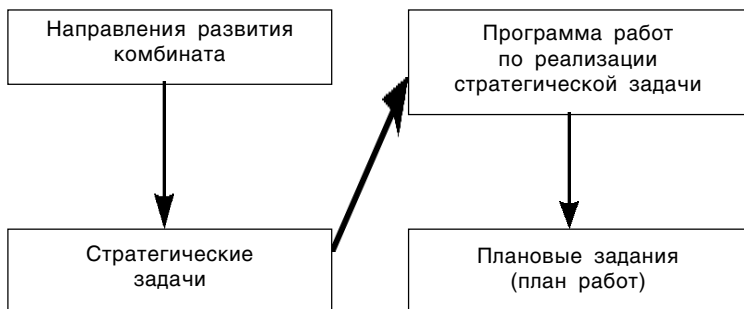 Направления развития
комбината
Стратегические
задачи
Программа работ
по реализации
стратегической задачи
Плановые задания
(план работ)